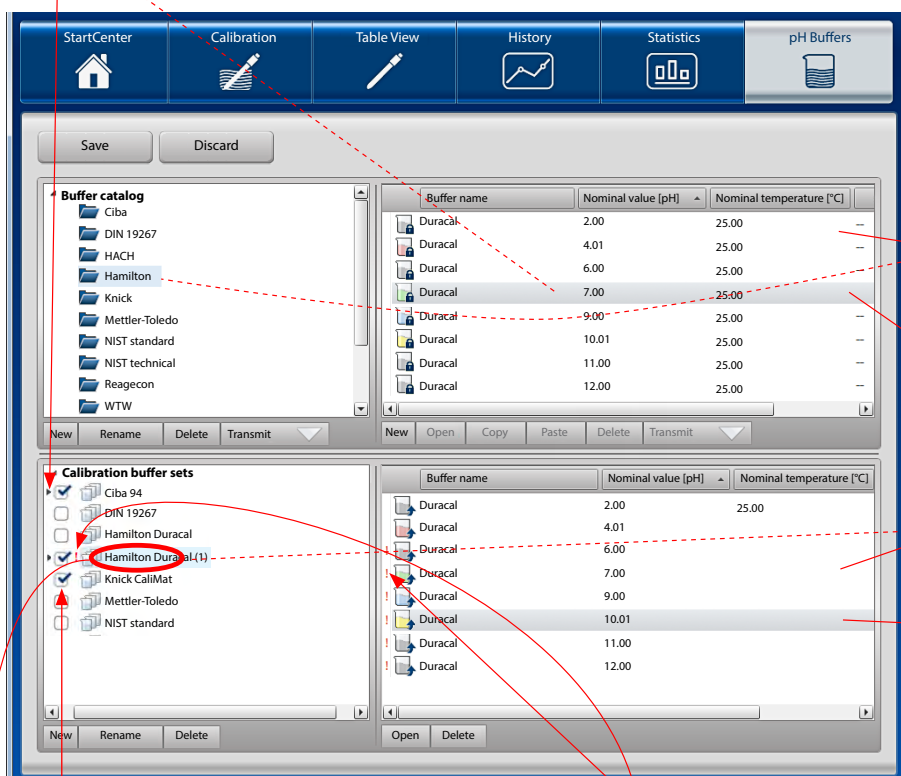 StartCenter Calibration Table View History Statistics pH Buffers
Save Discard
Buffer catalog
Ciba
DIN 19267
HACH
Hamilton
Knick
Mettler-Toledo
NIST standard
NIST technical
Reagecon
WTW
New Rename Delete Transmit
Buffer name Nominal value [pH] Nominal temperature [°C]
Duracal 2.00 25.00 --
Duracal 4.01 25.00 --
Duracal 6.00 25.00 --
Duracal 7.00 25.00 --
Duracal 9.00 25.00 --
Duracal 10.01 25.00 --
Duracal 11.00 25.00 --
Duracal 12.00 25.00 --
New Open Copy Paste Delete Transmit
Calibration buffer sets
Ciba 94
DIN 19267
Hamilton Duracal
! Hamilton Duracal (1)
Knick CaliMat
Mettler-Toledo
NIST standard
New Rename Delete
Buffer name Nominal value [pH] Nominal temperature [°C]
Duracal 2.00 25.00
Duracal 4.01
! Duracal 6.00
! Duracal 7.00
! Duracal 9.00
! Duracal 10.01
! Duracal 11.00
! Duracal 12.00
Open Delete